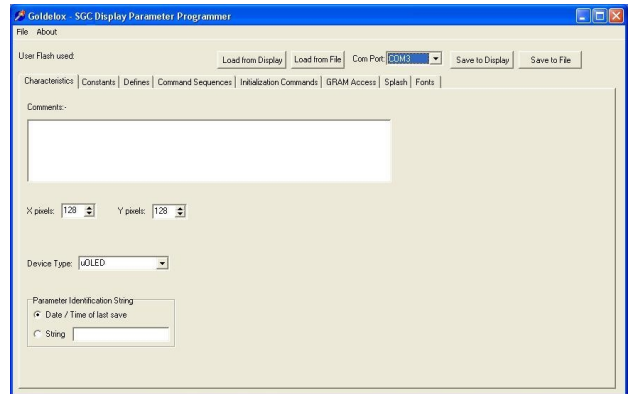 Goldelox - SGC Display Parameter Programmer
File About
User Flash used: Load from Display Load from File Com Port: COM3 Save to Display Save to File
Characteristics Constants Defines Command Sequences Initialization Commands GRAM Access Splash Fonts
Comments:-
X pixels: 128 Y pixels: 128
Device Type: uOLED
Parameter Identification String
Date / Time of last save
String